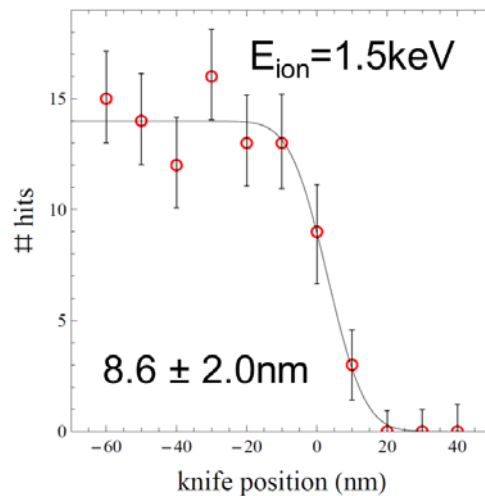 E_ion=1.5keV
15
10
5
0
# hits
8.6 ± 2.0nm
−60 −40 −20 0 20 40
knife position (nm)